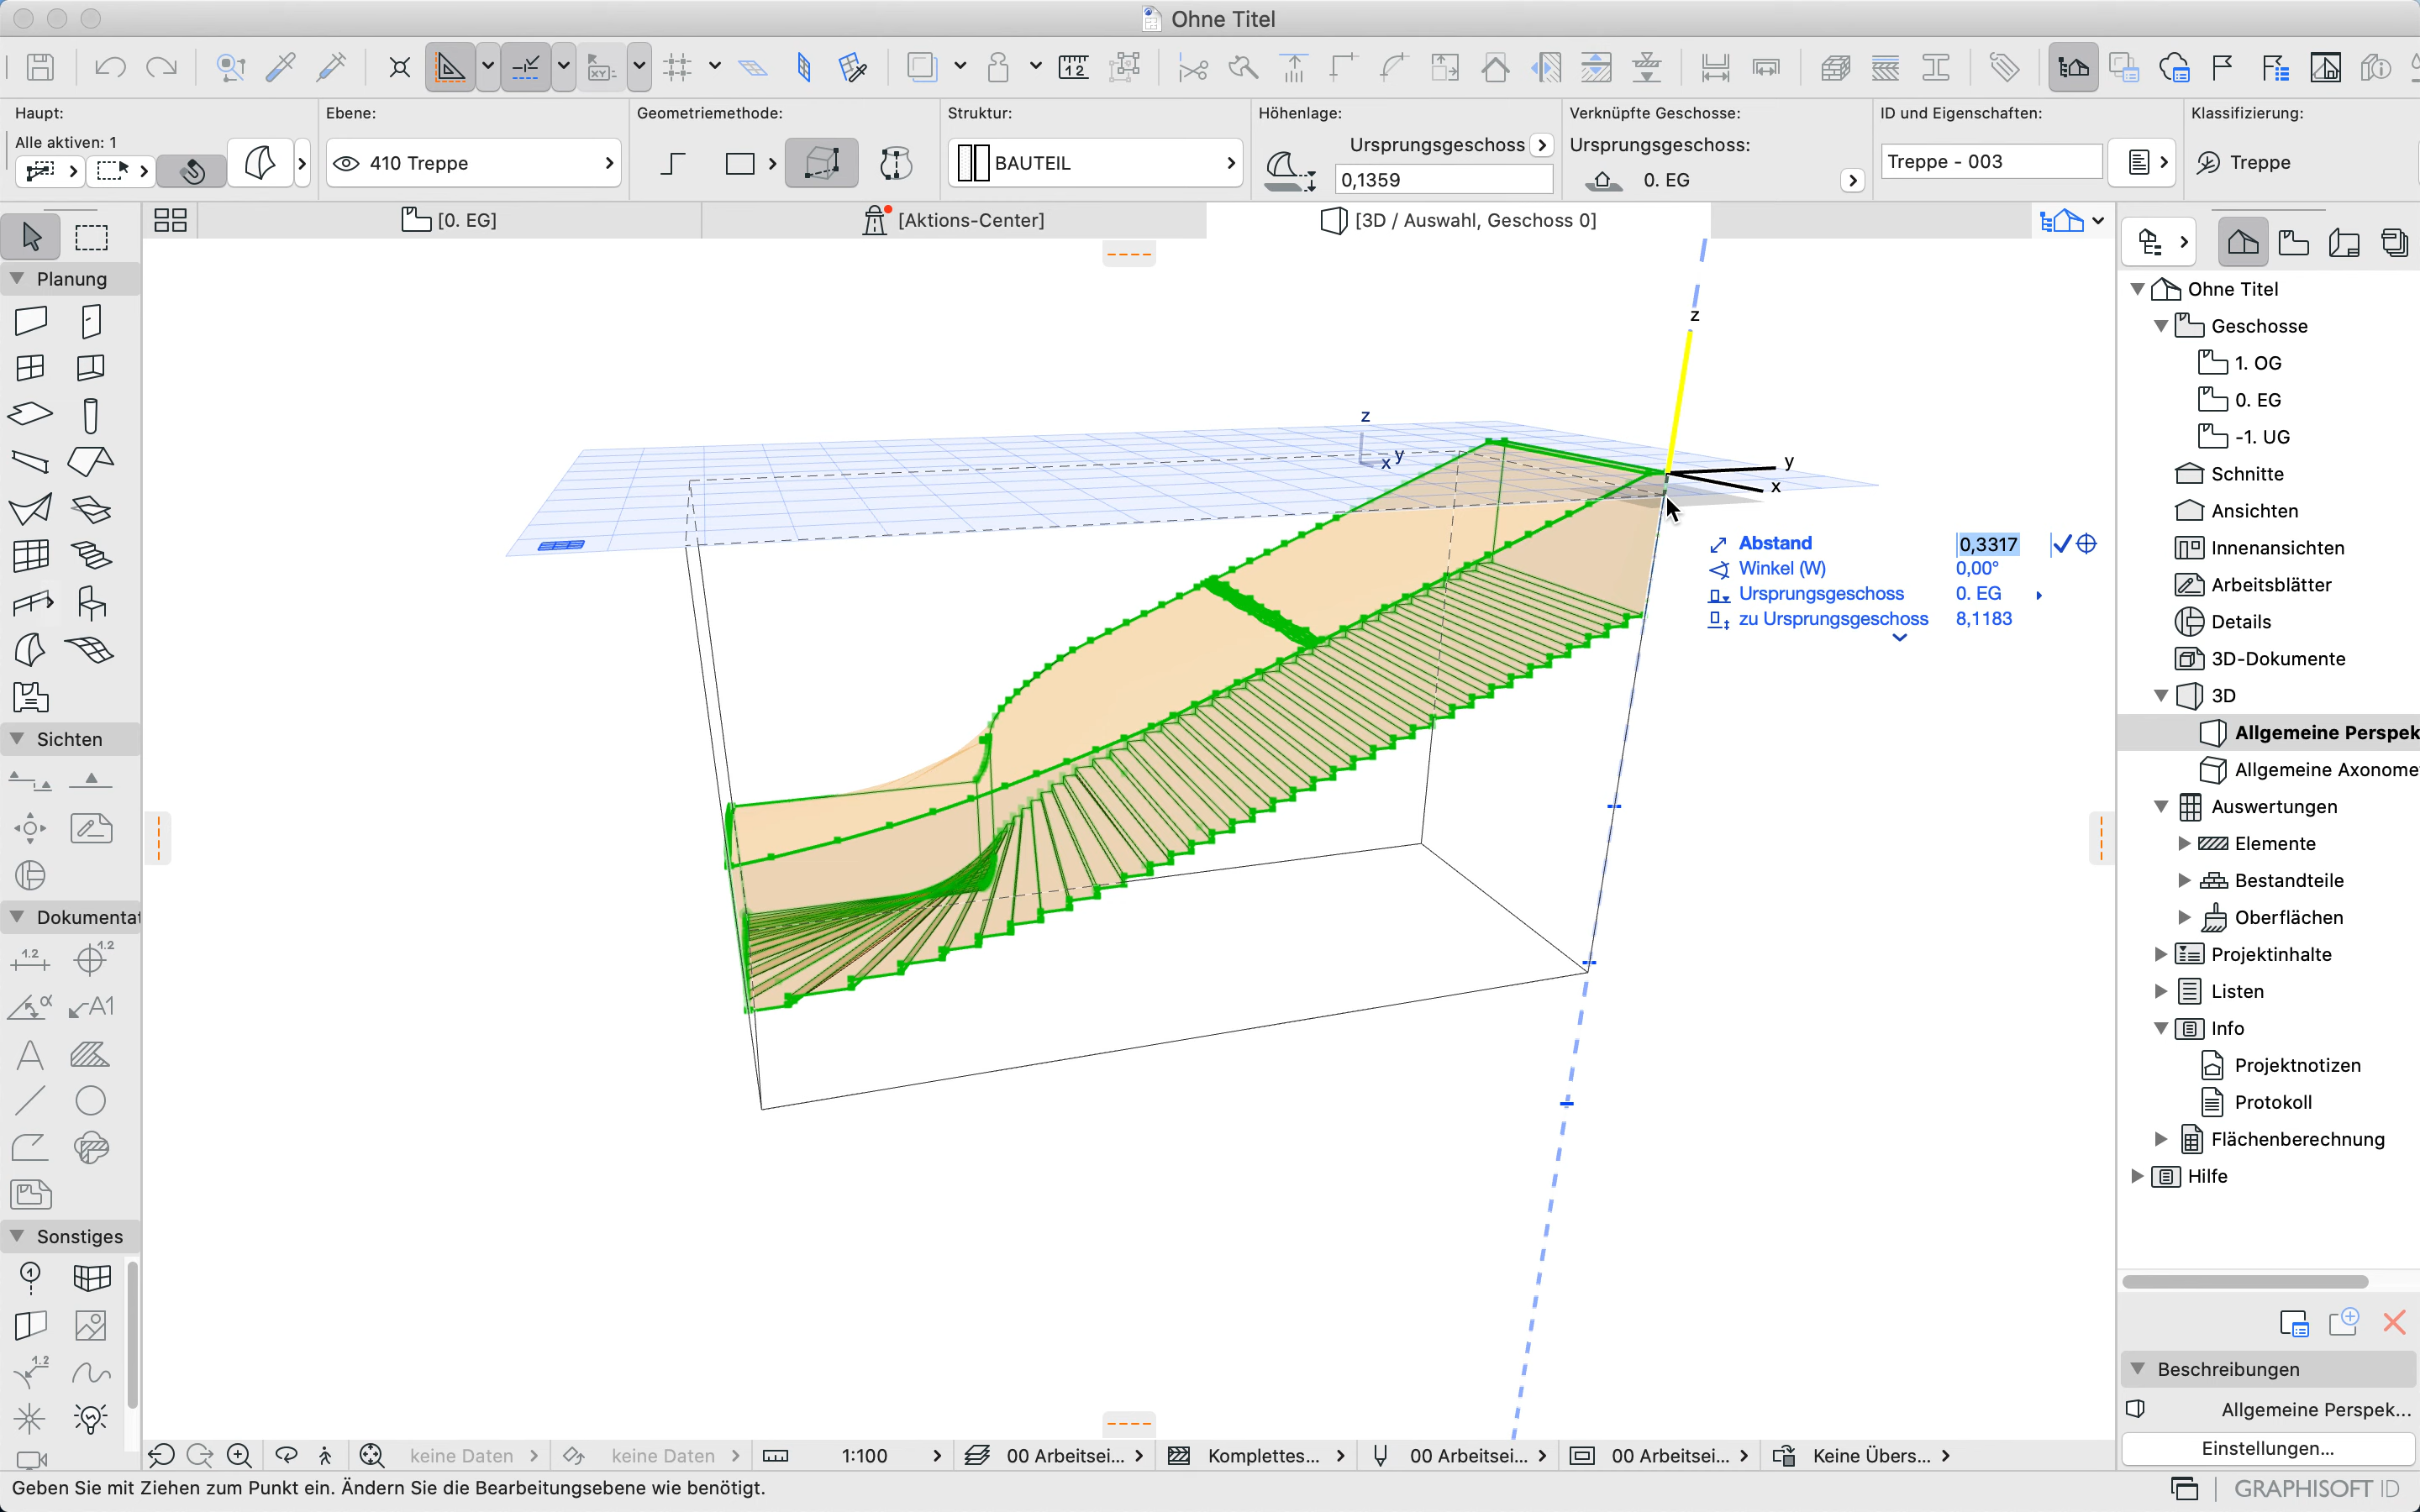 Ohne Titel
Haupt:
Alle aktiven: 1
Ebene:
410 Treppe
Geometriemethode:
Struktur:
BAUTEIL
Höhenlage:
Ursprungsgeschoss
0,1359
Verknüpfte Geschosse:
Ursprungsgeschoss:
0. EG
ID und Eigenschaften:
Treppe - 003
Klassifizierung:
Treppe
[0. EG]
[Aktions-Center]
[3D / Auswahl, Geschoss 0]
Planung
Sichten
Dokumentat
Sonstiges
z
y
x
z
x y
Abstand 0,3317
Winkel (W) 0,00°
Ursprungsgeschoss 0. EG
zu Ursprungsgeschoss 8,1183
Ohne Titel
Geschosse
1. OG
0. EG
-1. UG
Schnitte
Ansichten
Innenansichten
Arbeitsblätter
Details
3D-Dokumente
3D
Allgemeine Perspek
Allgemeine Axonome
Auswertungen
Elemente
Bestandteile
Oberflächen
Projektinhalte
Listen
Info
Projektnotizen
Protokoll
Flächenberechnung
Hilfe
Beschreibungen
Allgemeine Perspek...
Einstellungen...
keine Daten
keine Daten
1:100
00 Arbeitsei...
Komplettes...
00 Arbeitsei...
00 Arbeitsei...
Keine Übers...
Geben Sie mit Ziehen zum Punkt ein. Ändern Sie die Bearbeitungsebene wie benötigt.
GRAPHISOFT ID